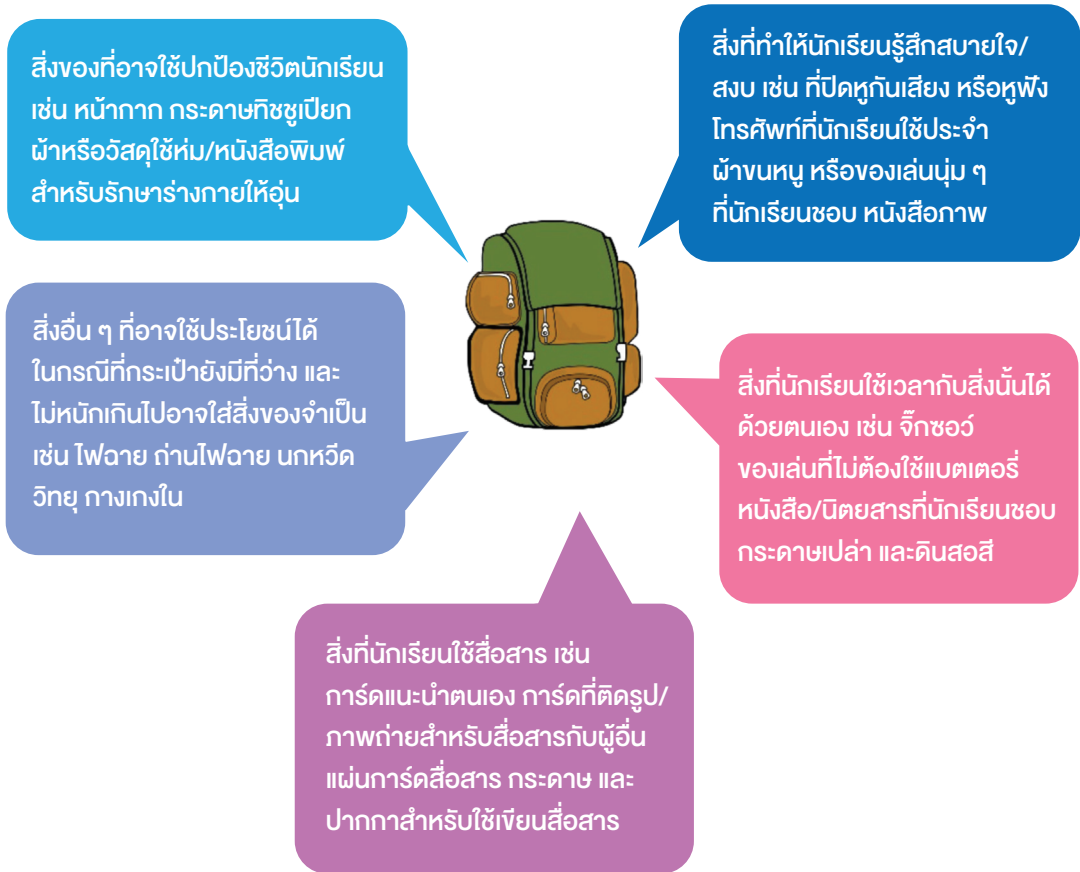 สิ่งของที่อาจใช้ปกป้องชีวิตนักเรียน
เช่น หน้ากาก กระดาษทิชชูเปียก
ผ้าหรือวัสดุใช้ห่ม/หนังสือพิมพ์
สำหรับรักษาร่างกายให้อุ่น
สิ่งที่ทำให้นักเรียนรู้สึกสบายใจ/
สงบ เช่น ที่ปิดหูกันเสียง หรือหูฟัง
โทรศัพท์ที่นักเรียนใช้ประจำ
ผ้าขนหนู หรือของเล่นนุ่ม ๆ
ที่นักเรียนชอบ หนังสือภาพ
สิ่งอื่น ๆ ที่อาจใช้ประโยชน์ได้
ในกรณีที่กระเป๋ายังมีที่ว่าง และ
ไม่หนักเกินไปอาจใส่สิ่งของจำเป็น
เช่น ไฟฉาย ถ่านไฟฉาย นกหวีด
วิทยุ กางเกงใน
สิ่งที่นักเรียนใช้เวลากับสิ่งนั้นได้
ด้วยตนเอง เช่น จิ๊กซอว์
ของเล่นที่ไม่ต้องใช้แบตเตอรี่
หนังสือ/นิตยสารที่นักเรียนชอบ
กระดาษเปล่า และดินสอสี
สิ่งที่นักเรียนใช้สื่อสาร เช่น
การ์ดแนะนำตนเอง การ์ดที่ติดรูป/
ภาพถ่ายสำหรับสื่อสารกับผู้อื่น
แผ่นการ์ดสื่อสาร กระดาษ และ
ปากกาสำหรับใช้เขียนสื่อสาร